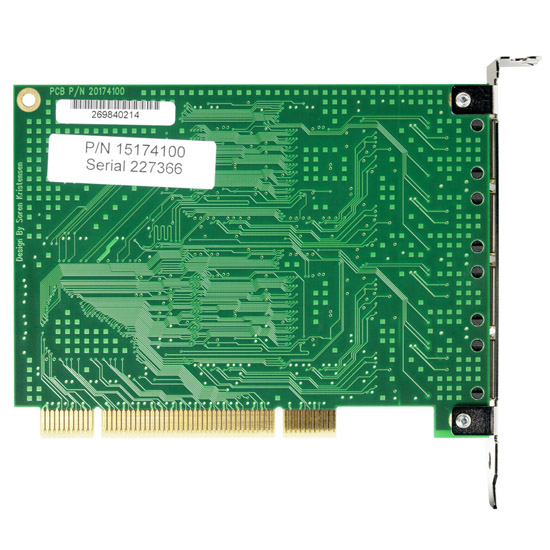 PCB P/N 20174100
269840214
P/N 15174100
Serial 227366
Design By Soren Kristensen